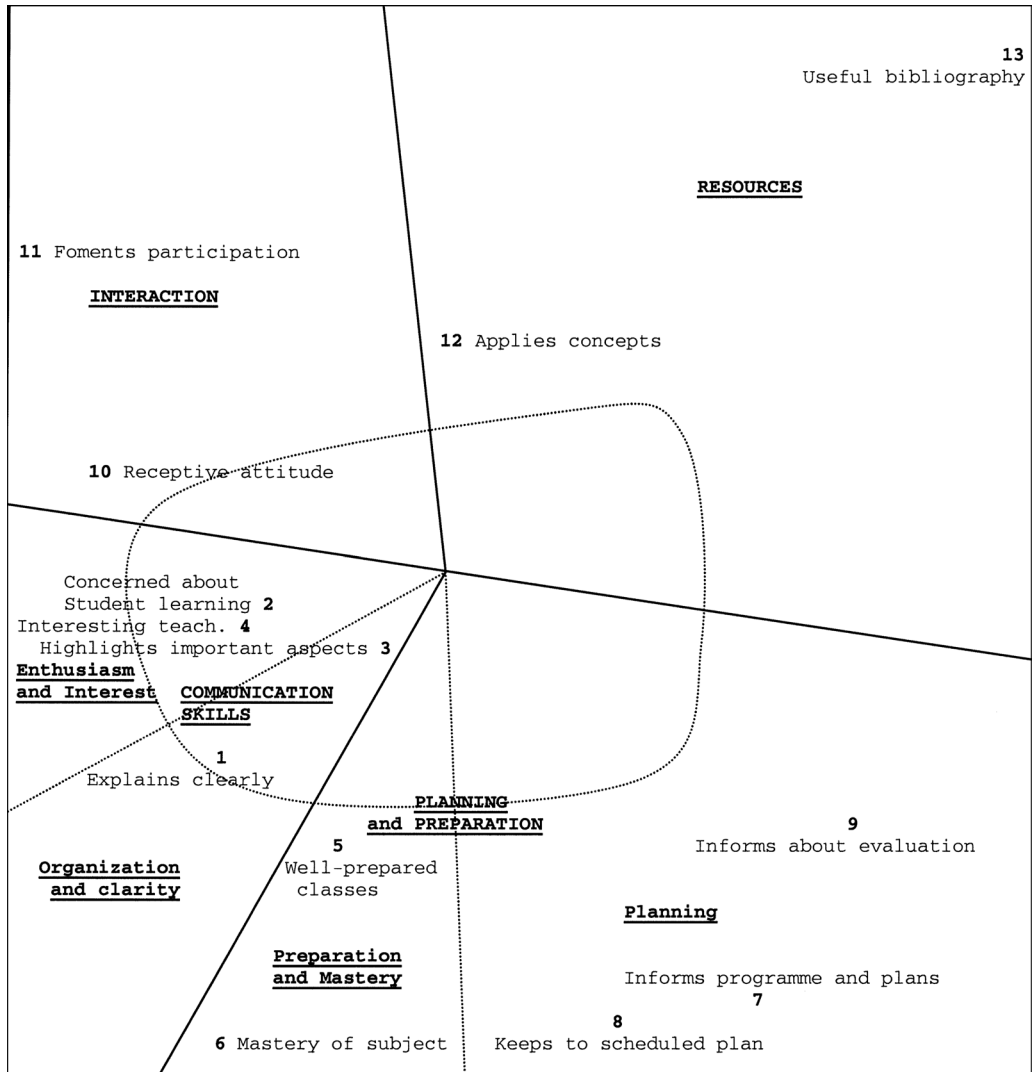 13
Useful bibliography
RESOURCES
11 Foments participation
INTERACTION
12 Applies concepts
10 Receptive attitude
Concerned about
Student learning 2
Interesting teach. 4
Highlights important aspects 3
Enthusiasm
and Interest
COMMUNICATION
SKILLS
1
Explains clearly
PLANNING
and PREPARATION
5
Well-prepared
classes
9
Informs about evaluation
Organization
and clarity
Planning
Preparation
and Mastery
Informs programme and plans
7
8
6 Mastery of subject
Keeps to scheduled plan